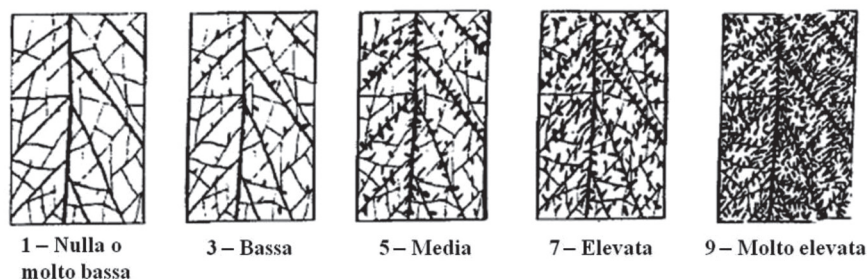 1 – Nulla o
molto bassa
3 – Bassa
5 – Media
7 – Elevata
9 – Molto elevata